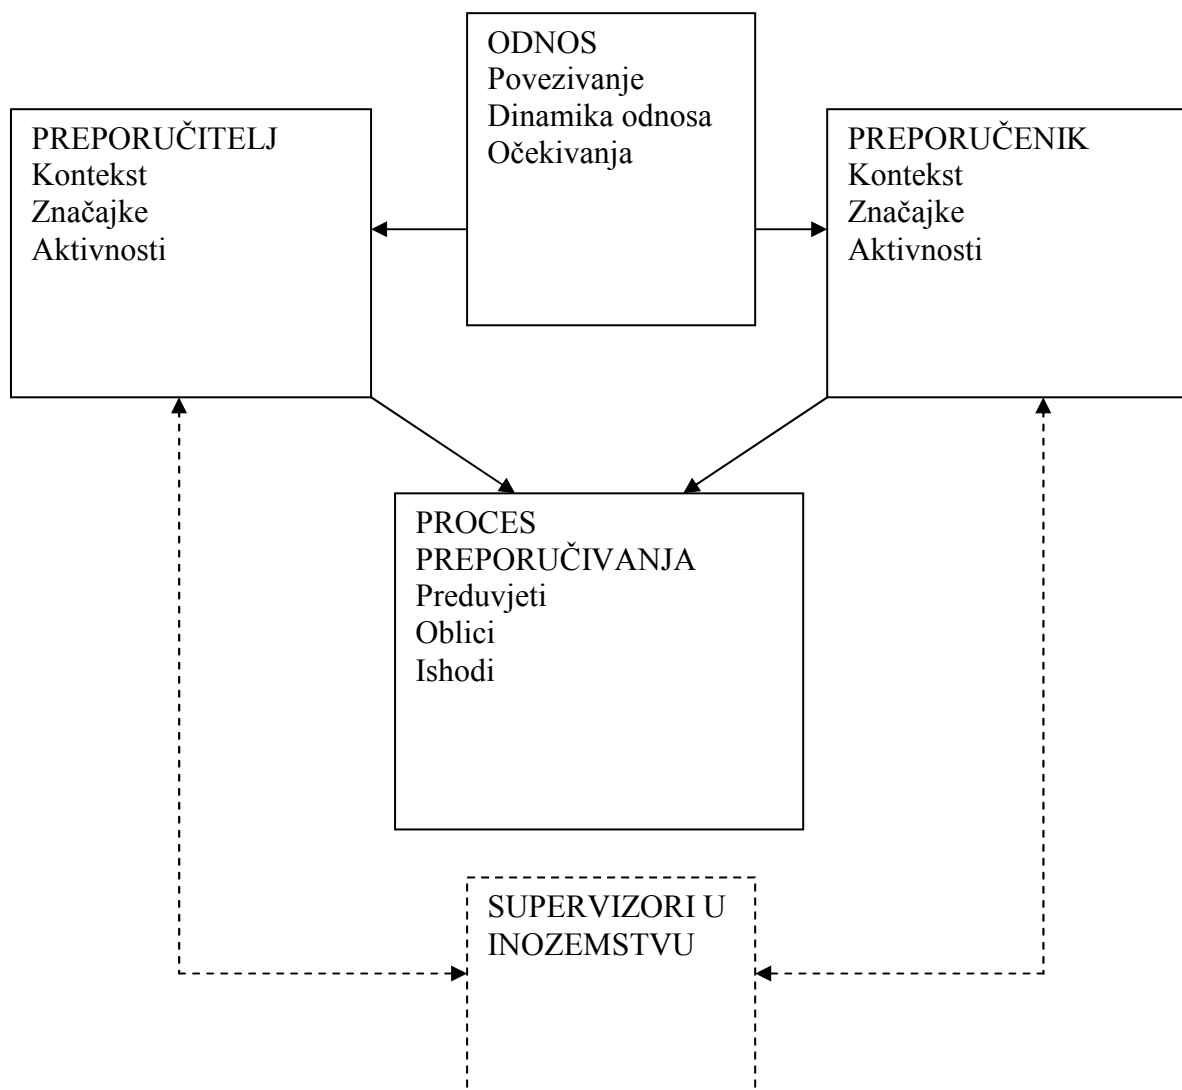 ODNOS
Povezivanje
Dinamika odnosa
Očekivanja
PREPORUČITELJ
Kontekst
Značajke
Aktivnosti
PREPORUČENIK
Kontekst
Značajke
Aktivnosti
PROCES
PREPORUČIVANJA
Preduvjeti
Oblici
Ishodi
SUPERVIZORI U
INOZEMSTVU